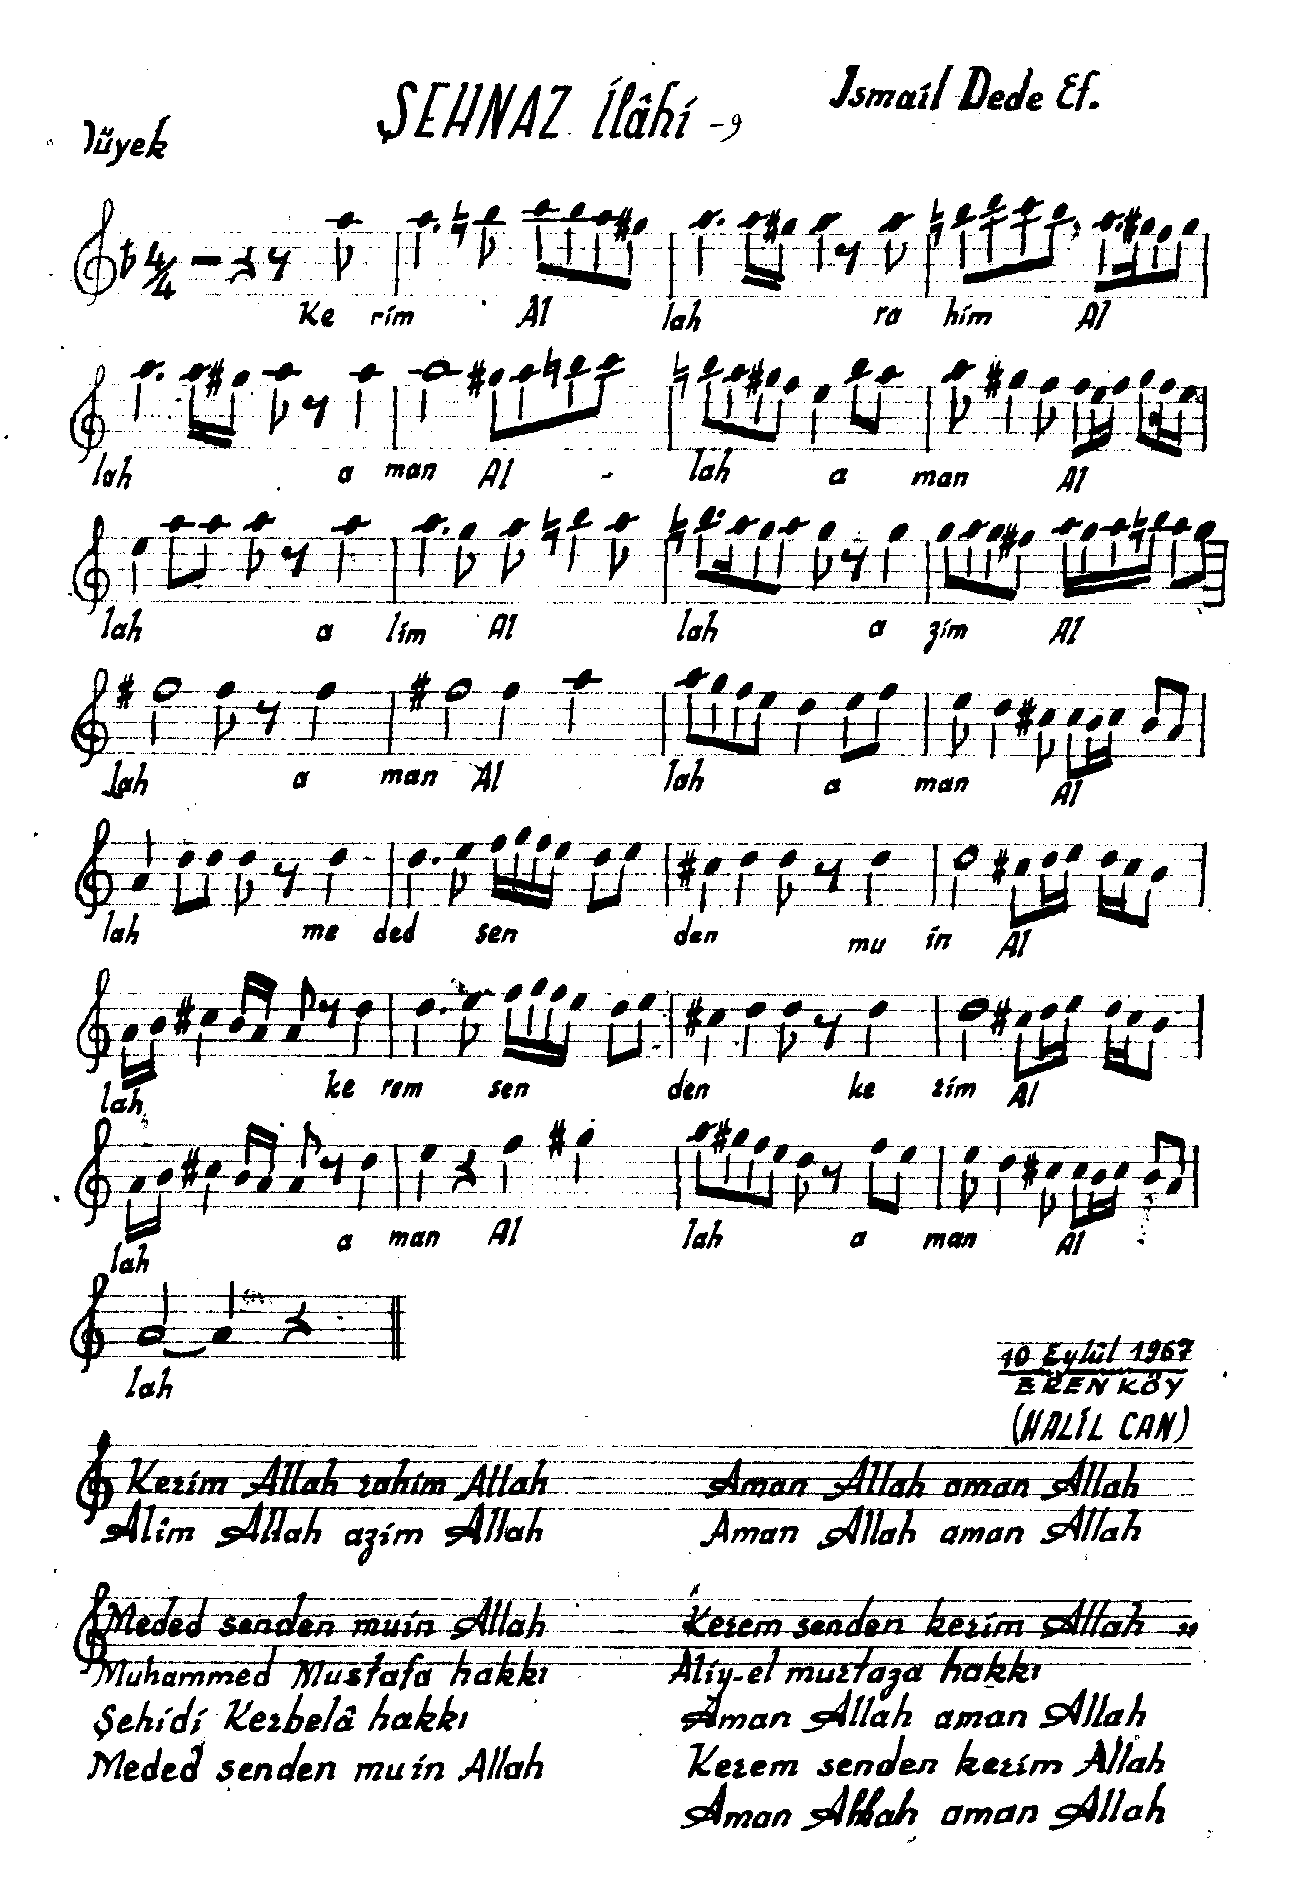 ŞEHNAZ İlâhi -9
Ismail Dede Ef.
Düyek
4/4
Ke rim Al lah ra him Al
lah a man Al - lah a man Al
lah a lim Al lah a zim Al
lah a man Al lah a man Al
lah me ded sen den mu in Al
lah ke rem sen den ke rim Al
lah a man Al lah a man Al
lah
10 Eylül 1967
ERENKÖY
(HALİL CAN)
Kerim Allah rahim Allah Aman Allah aman Allah
Alîm Allah azim Allah Aman Allah aman Allah
Meded senden muin Allah Kerem senden kerim Allah "
Muhammed Mustafa hakkı Aliy-el murtaza hakkı
Şehidi Kerbelâ hakkı Aman Allah aman Allah
Meded senden muin Allah Kerem senden kerim Allah
Aman Allah aman Allah